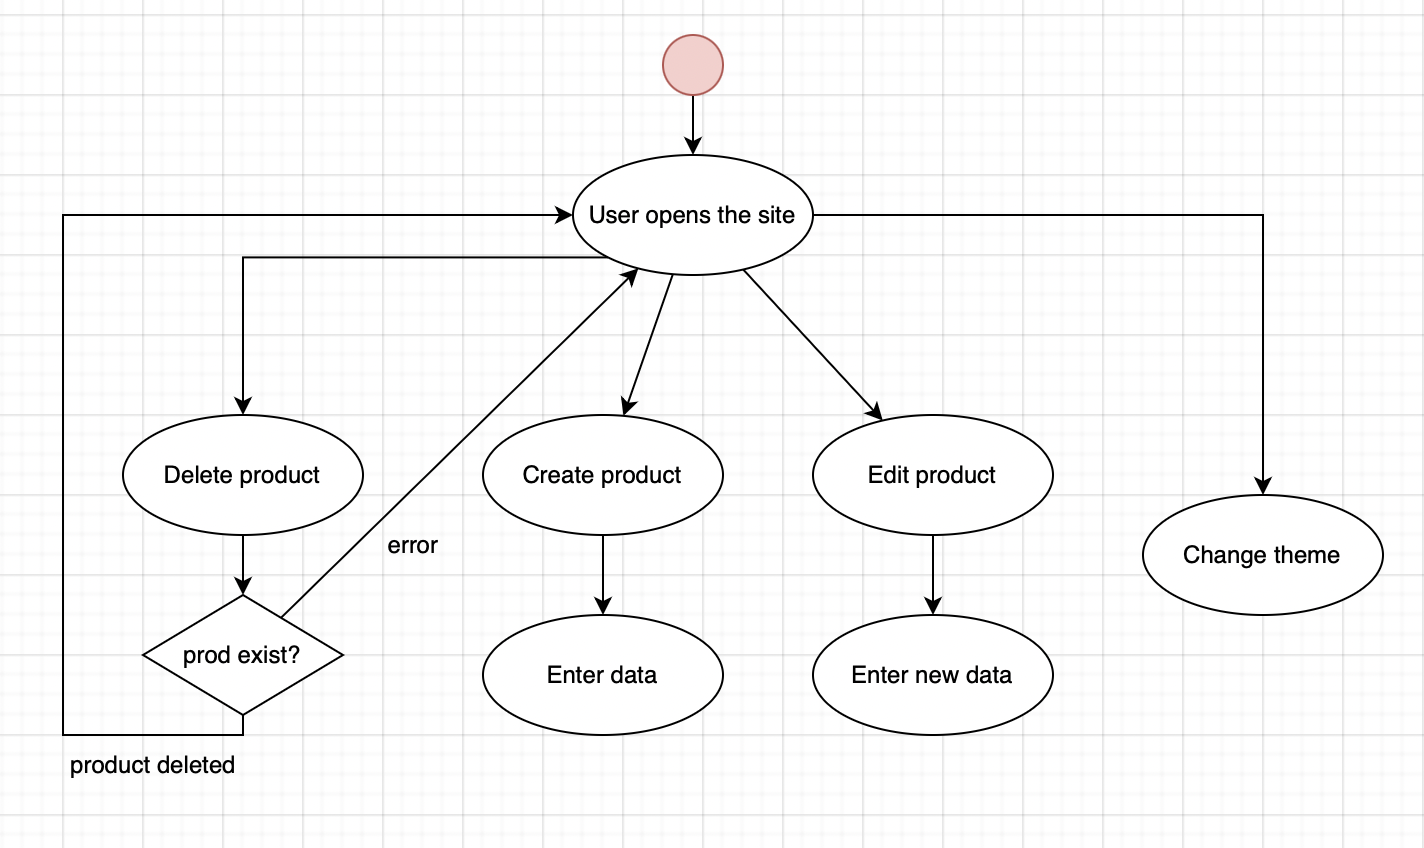 User opens the site
Delete product
Create product
Edit product
Change theme
error
prod exist?
Enter data
Enter new data
product deleted